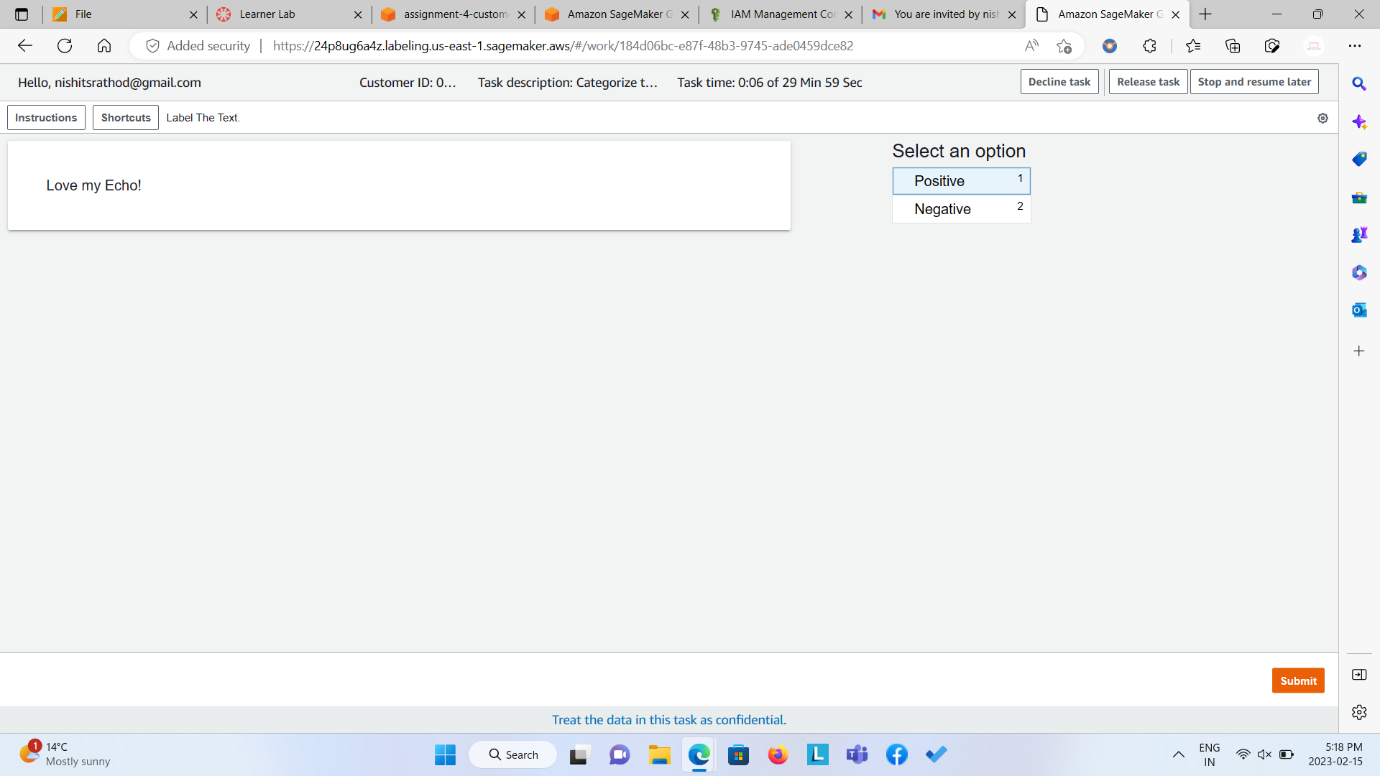 File
Learner Lab
assignment-4-custom
Amazon SageMaker G
IAM Management Con
You are invited by nish
Amazon SageMaker G
Added security
https://24p8ug6a4z.labeling.us-east-1.sagemaker.aws/#/work/184d06bc-e87f-48b3-9745-ade0459dce82
Hello, nishitsrathod@gmail.com
Customer ID: 0...
Task description: Categorize t...
Task time: 0:06 of 29 Min 59 Sec
Decline task
Release task
Stop and resume later
Instructions
Shortcuts
Label The Text.
Love my Echo!
Select an option
Positive 1
Negative 2
Submit
Treat the data in this task as confidential.
1
14°C
Mostly sunny
Search
ENG
IN
5:18 PM
2023-02-15